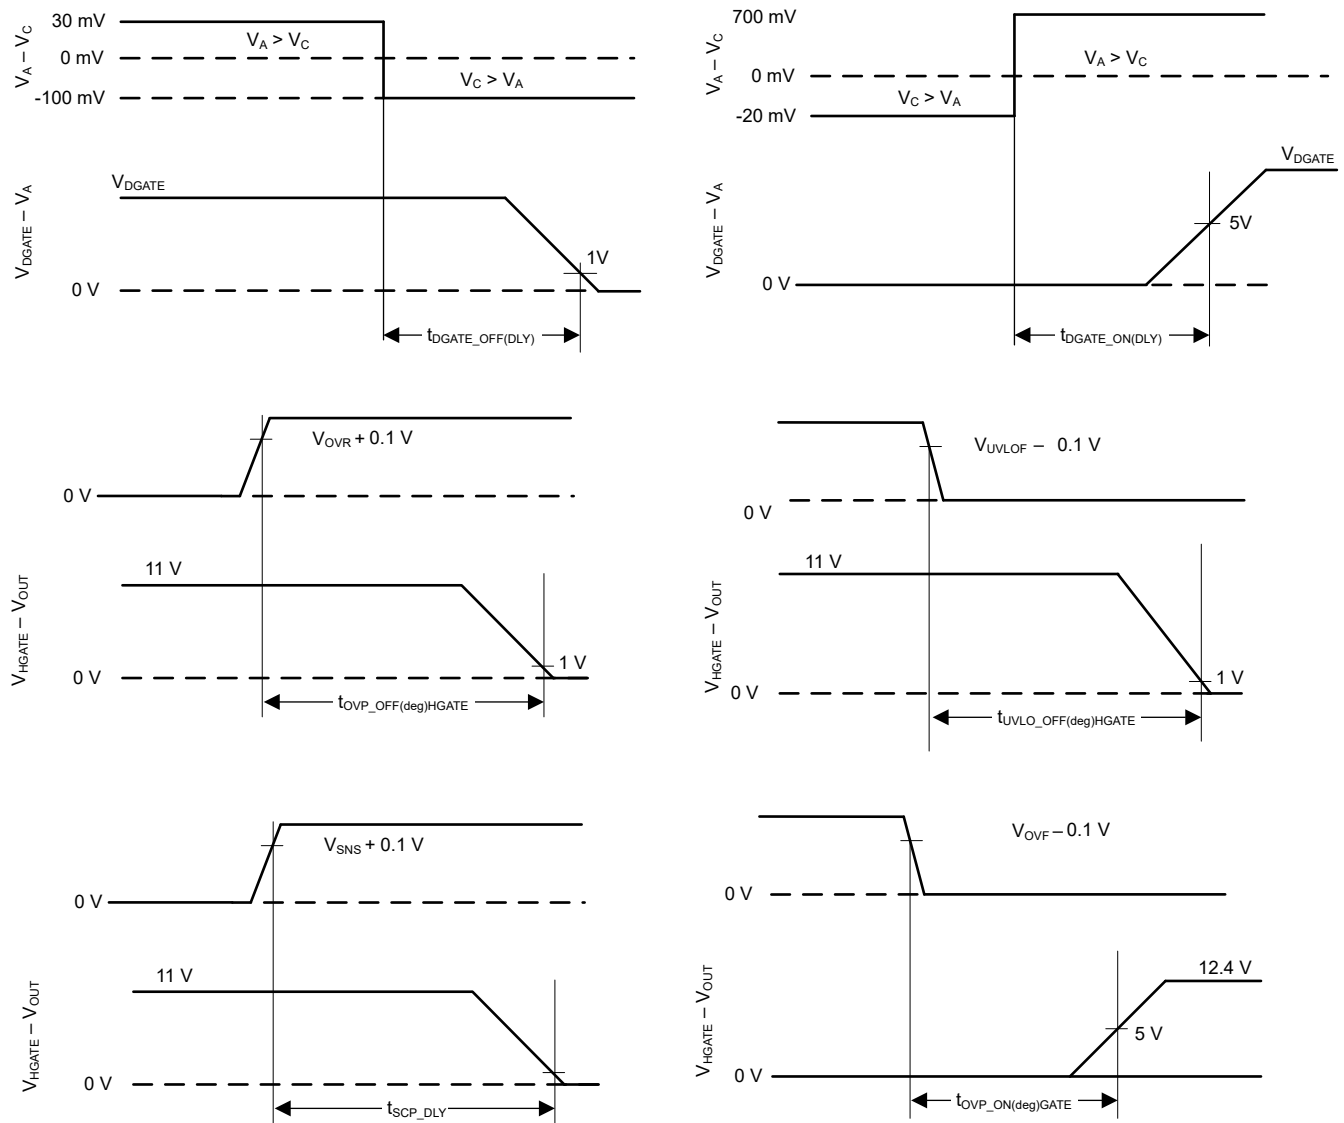 V_A – V_C
30 mV
V_A > V_C
0 mV
V_C > V_A
-100 mV
V_DGATE – V_A
V_DGATE
1V
0 V
t_DGATE_OFF(DLY)
V_A – V_C
700 mV
V_A > V_C
0 mV
V_C > V_A
-20 mV
V_DGATE – V_A
V_DGATE
5V
0 V
t_DGATE_ON(DLY)
V_OVR + 0.1 V
0 V
V_HGATE – V_OUT
11 V
1 V
0 V
t_OVP_OFF(deg)HGATE
V_UVLOF – 0.1 V
0 V
V_HGATE – V_OUT
11 V
1 V
0 V
t_UVLO_OFF(deg)HGATE
V_SNS + 0.1 V
0 V
V_HGATE – V_OUT
11 V
0 V
t_SCP_DLY
V_OVF – 0.1 V
0 V
V_HGATE – V_OUT
12.4 V
5 V
0 V
t_OVP_ON(deg)GATE